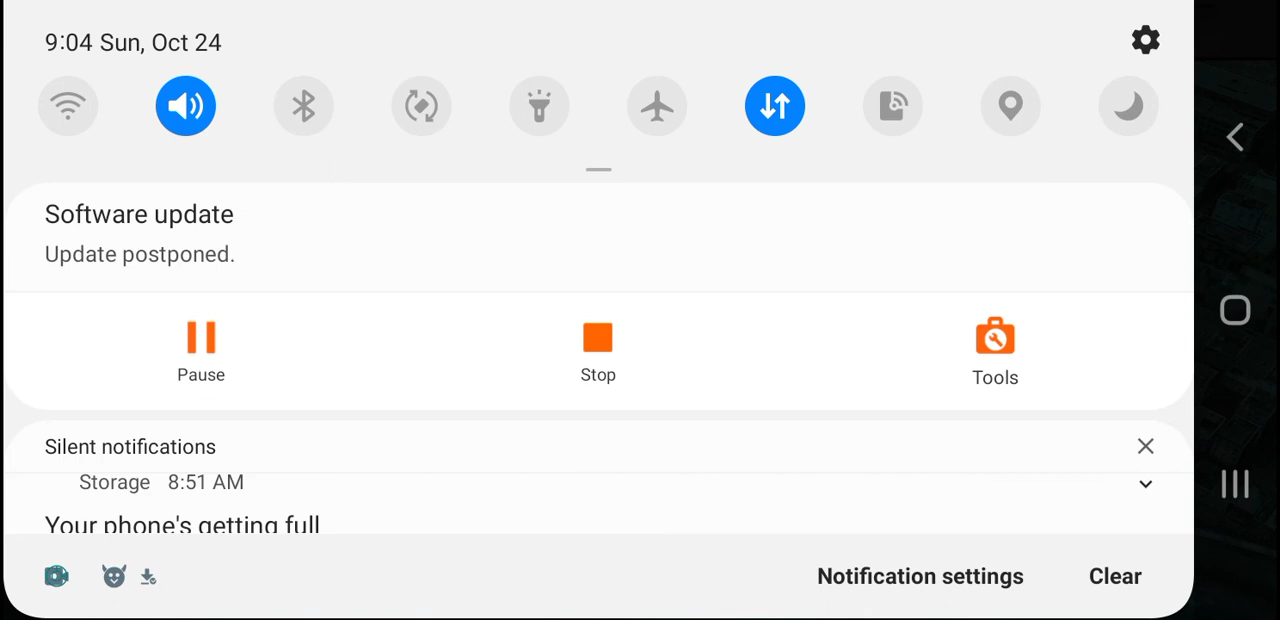 9:04 Sun, Oct 24
Software update
Update postponed.
Pause
Stop
Tools
Silent notifications
Storage 8:51 AM
Your phone's getting full
Notification settings
Clear